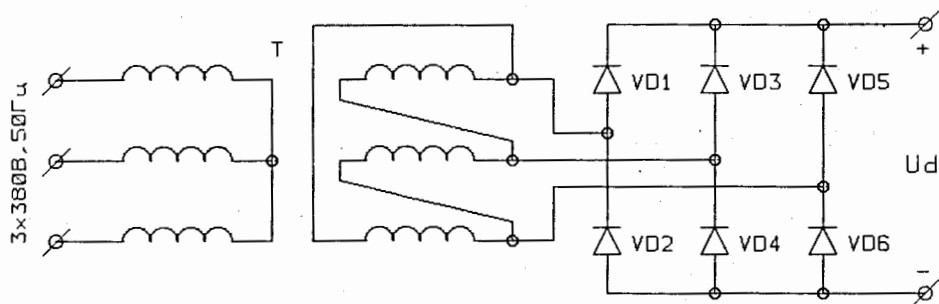 3x380В, 50Гц
T
VD1
VD3
VD5
+
Ud
VD2
VD4
VD6
-